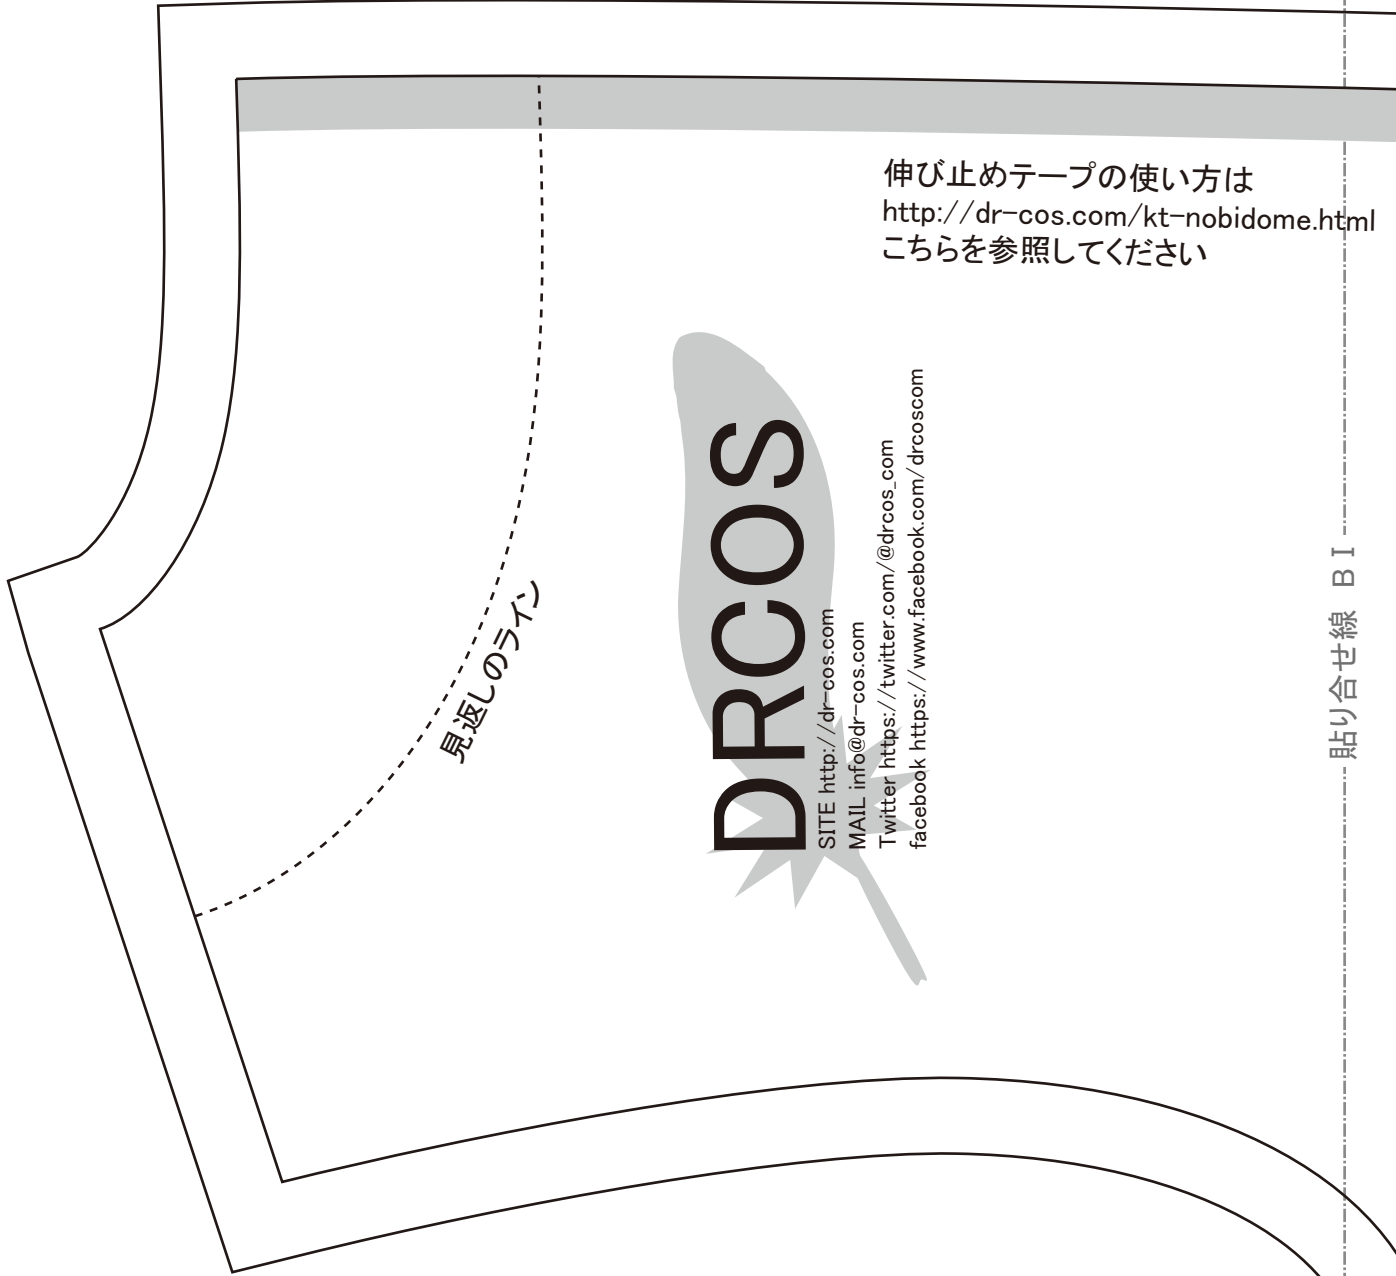 伸び止めテープの使い方は
http://dr-cos.com/kt-nobidome.html
こちらを参照してください
見返しのライン
DRCOS
SITE http://dr-cos.com
MAIL info@dr-cos.com
Twitter https://twitter.com/@drcos_com
facebook https://www.facebook.com/drcoscom
貼り合せ線 BI